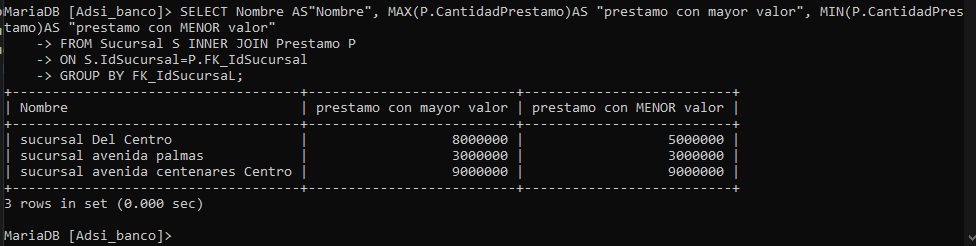 MariaDB [Adsi_banco]> SELECT Nombre AS"Nombre", MAX(P.CantidadPrestamo)AS "prestamo con mayor valor", MIN(P.CantidadPres
tamo)AS "prestamo con MENOR valor"
    -> FROM Sucursal S INNER JOIN Prestamo P
    -> ON S.IdSucursal=P.FK_IdSucursal
    -> GROUP BY FK_IdSucursaL;
+------------------------------------+--------------------------+--------------------------+
| Nombre                             | prestamo con mayor valor | prestamo con MENOR valor |
+------------------------------------+--------------------------+--------------------------+
| sucursal Del Centro                |                  8000000 |                  5000000 |
| sucursal avenida palmas            |                  3000000 |                  3000000 |
| sucursal avenida centenares Centro |                  9000000 |                  9000000 |
+------------------------------------+--------------------------+--------------------------+
3 rows in set (0.000 sec)
MariaDB [Adsi_banco]>